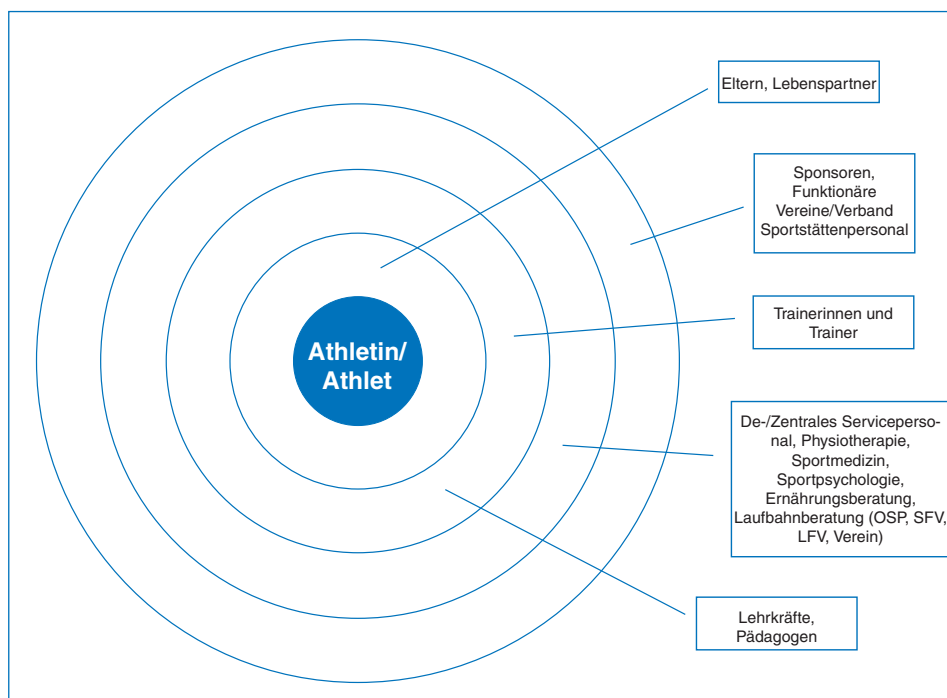 Eltern, Lebenspartner
Sponsoren,
Funktionäre
Vereine/Verband
Sportstättenpersonal
Trainerinnen und
Trainer
Athletin/
Athlet
De-/Zentrales Serviceperso-
nal, Physiotherapie,
Sportmedizin,
Sportpsychologie,
Ernährungsberatung,
Laufbahnberatung (OSP, SFV,
LFV, Verein)
Lehrkräfte,
Pädagogen